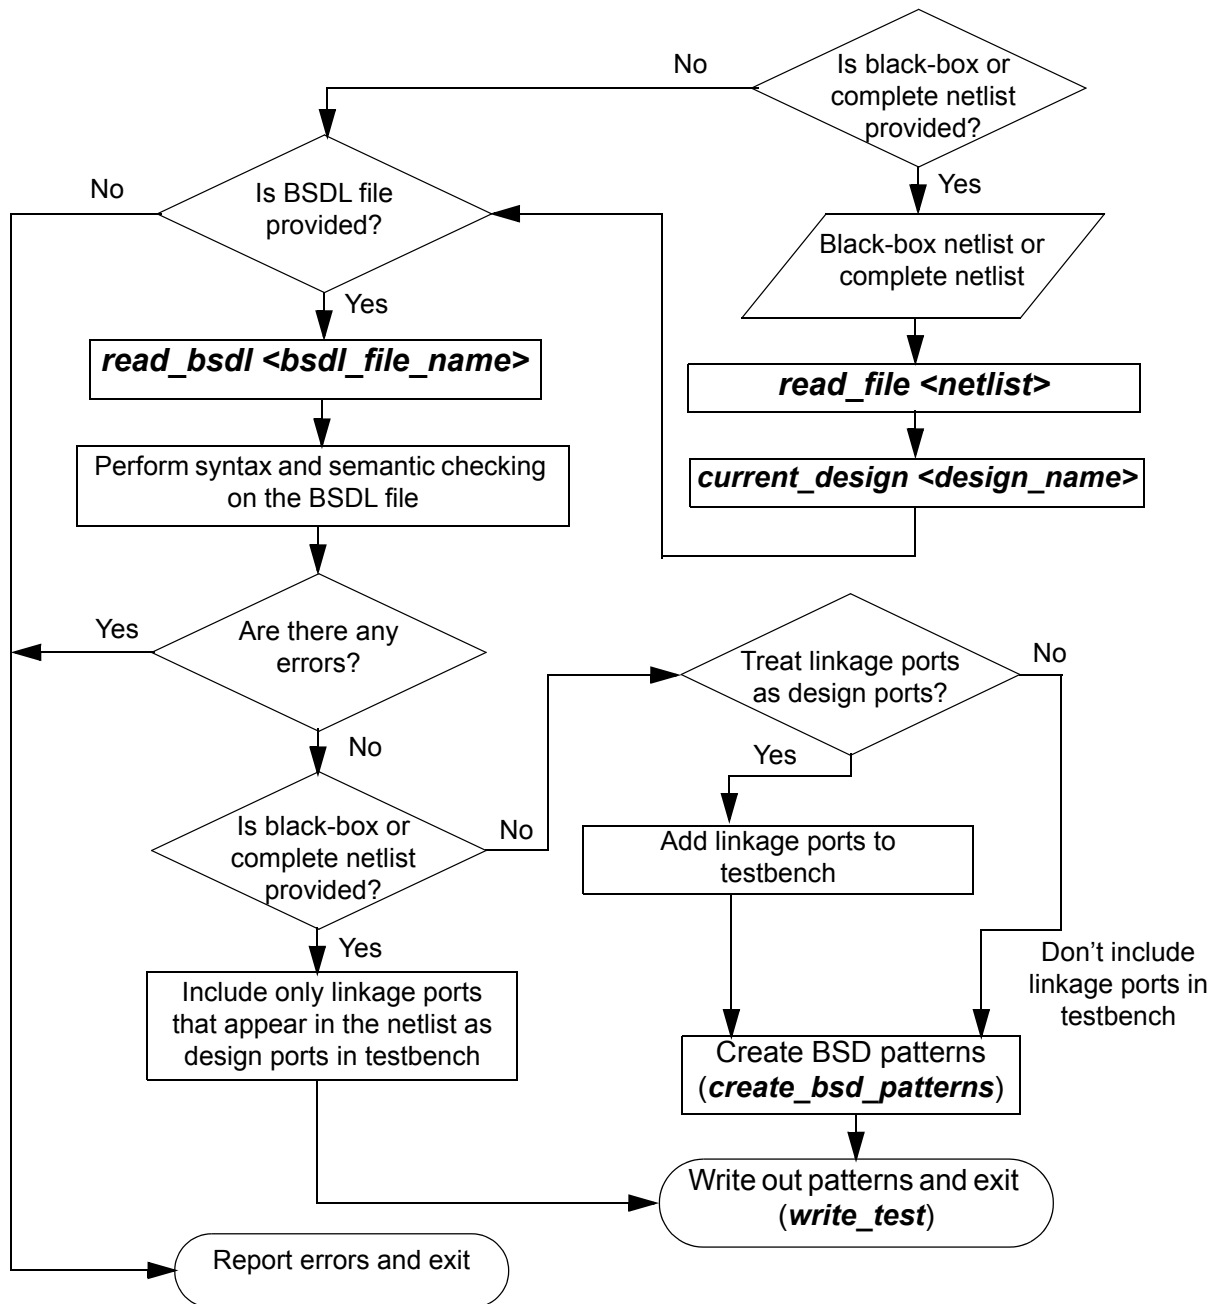 No
Is black-box or
complete netlist
provided?
Yes
No
Is BSDL file
provided?
Yes
Black-box netlist or
complete netlist
read_bsdl <bsdl_file_name>
read_file <netlist>
Perform syntax and semantic checking
on the BSDL file
current_design <design_name>
Yes
Are there any
errors?
No
Treat linkage ports
as design ports?
No
Yes
Is black-box or
complete netlist
provided?
No
Yes
Add linkage ports to
testbench
Don’t include
linkage ports in
testbench
Include only linkage ports
that appear in the netlist as
design ports in testbench
Create BSD patterns
(create_bsd_patterns)
Write out patterns and exit
(write_test)
Report errors and exit